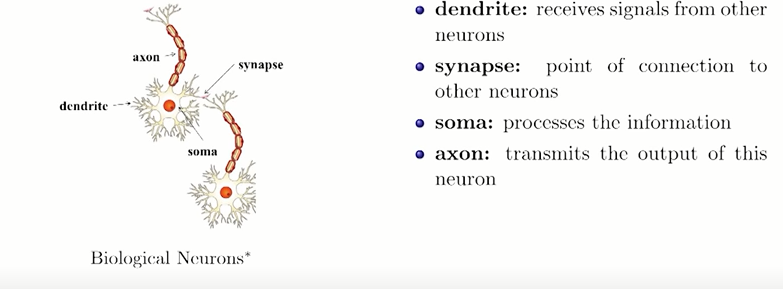 axon
synapse
dendrite
soma
Biological Neurons*
dendrite: receives signals from other
neurons
synapse: point of connection to
other neurons
soma: processes the information
axon: transmits the output of this
neuron